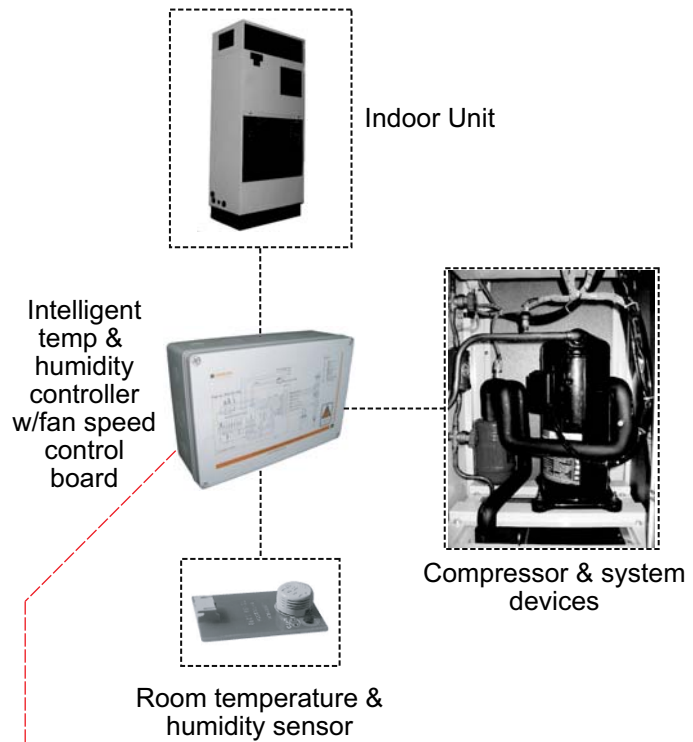 Indoor Unit
Intelligent
temp &
humidity
controller
w/fan speed
control
board
Compressor & system
devices
Room temperature &
humidity sensor